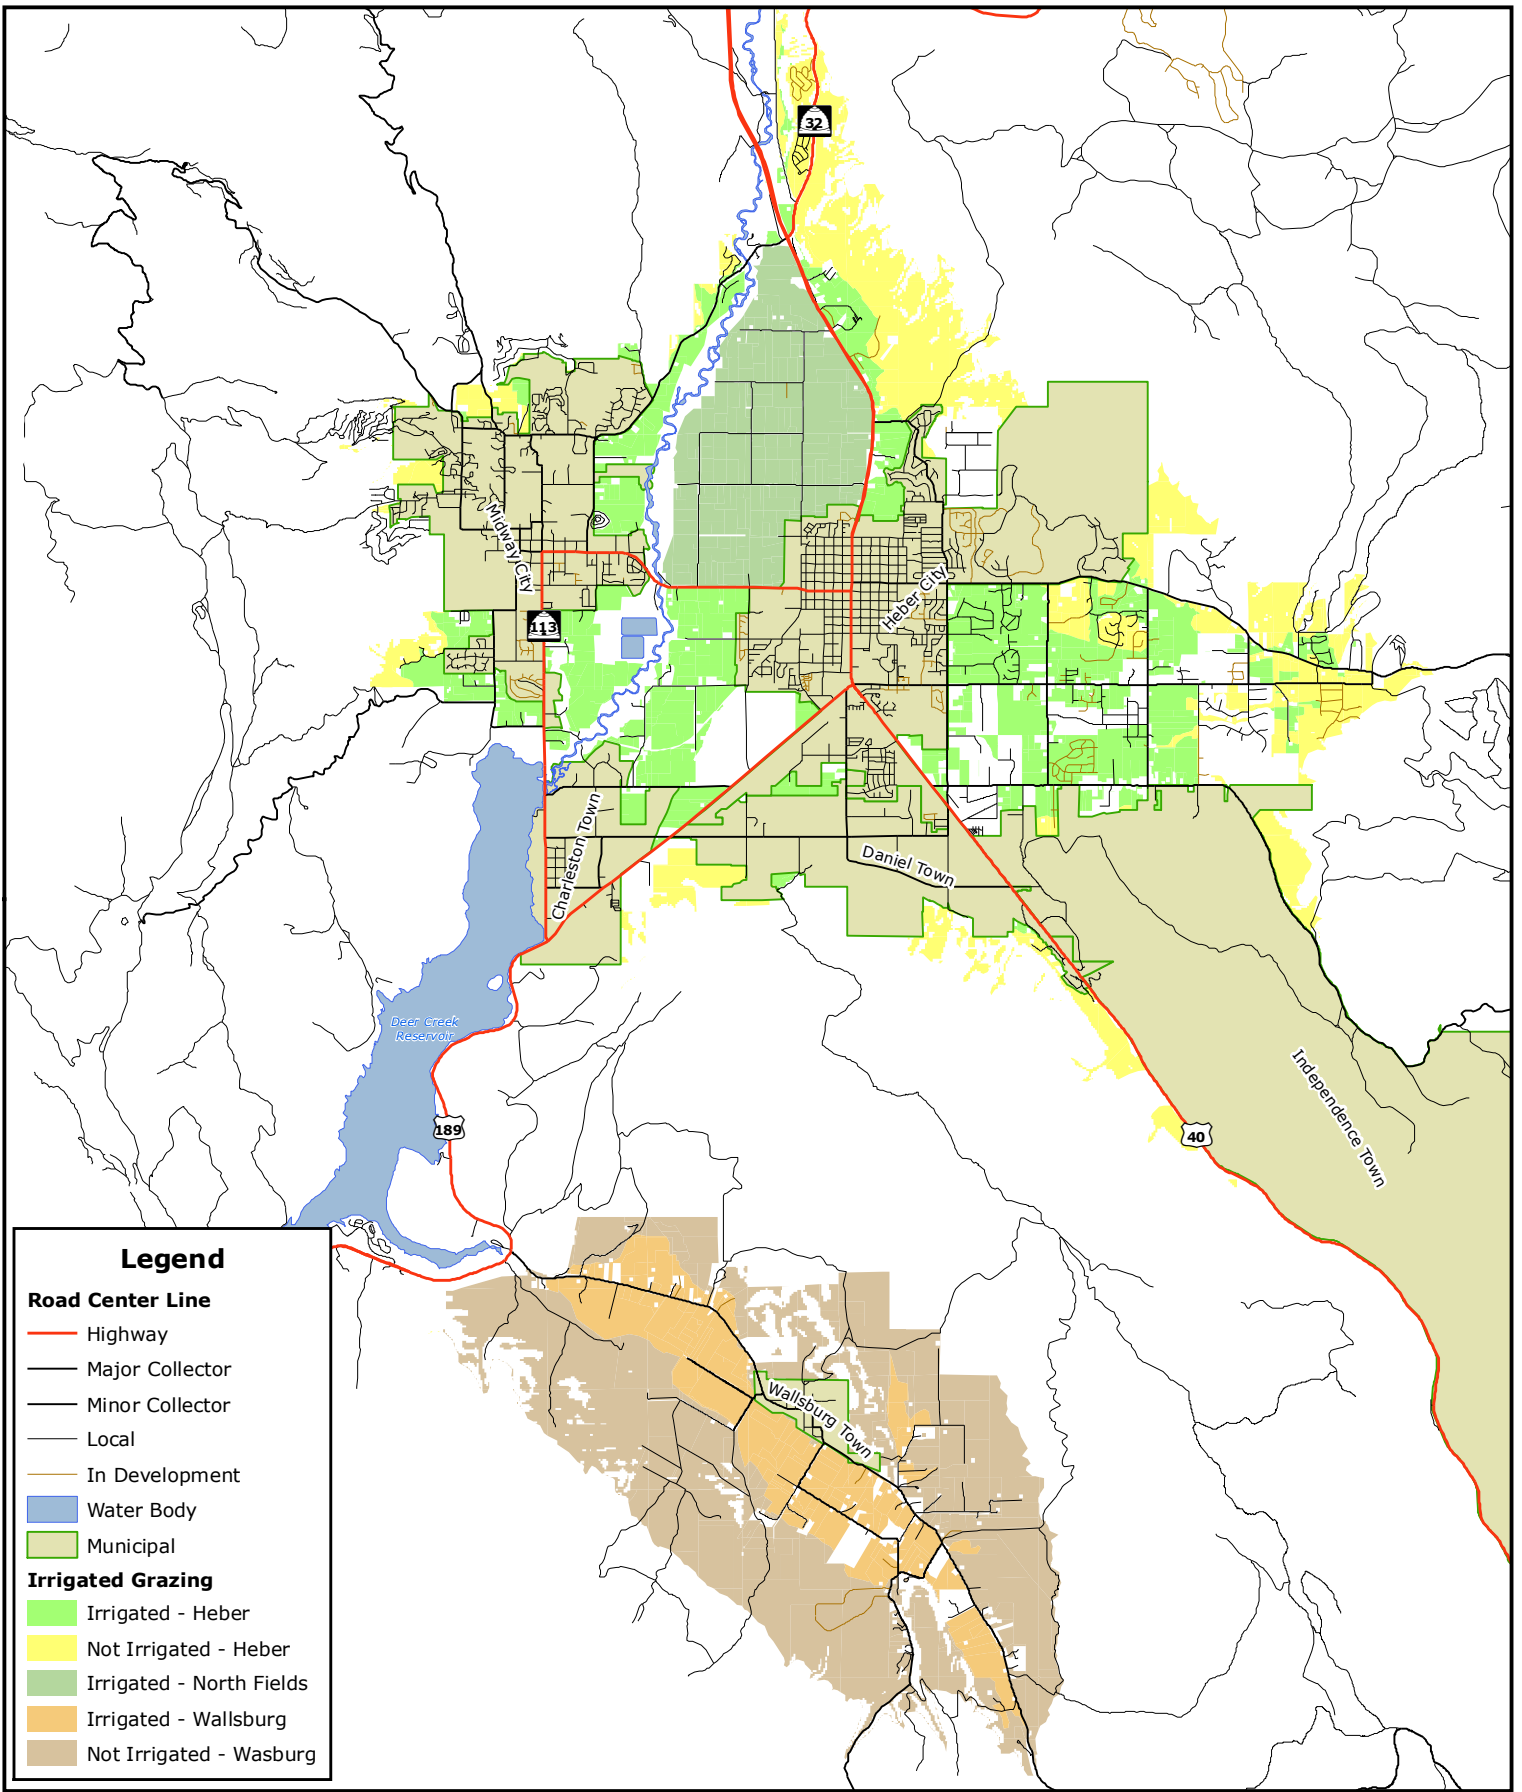 32
Midway City
113
Heber City
Charleston Town
Daniel Town
Deer Creek
Reservoir
Independence Town
189
40
Wallsburg Town
Legend
Road Center Line
Highway
Major Collector
Minor Collector
Local
In Development
Water Body
Municipal
Irrigated Grazing
Irrigated - Heber
Not Irrigated - Heber
Irrigated - North Fields
Irrigated - Wallsburg
Not Irrigated - Wasburg